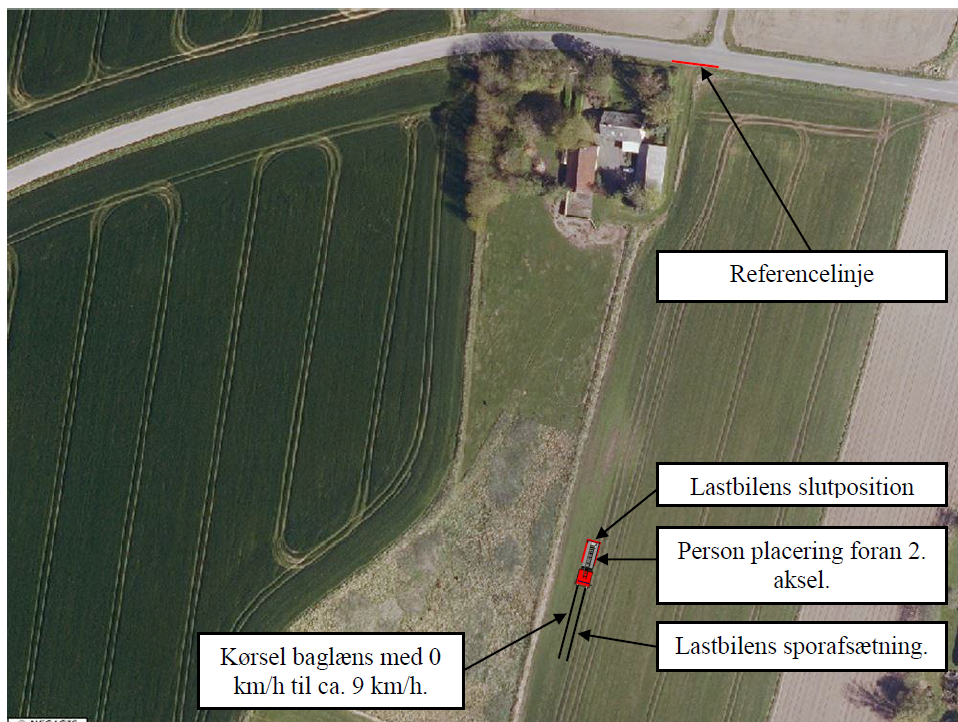 Referencelinje
Lastbilens slutposition
Person placering foran 2.
aksel.
Lastbilens sporafsætning.
Kørsel baglæns med 0
km/h til ca. 9 km/h.